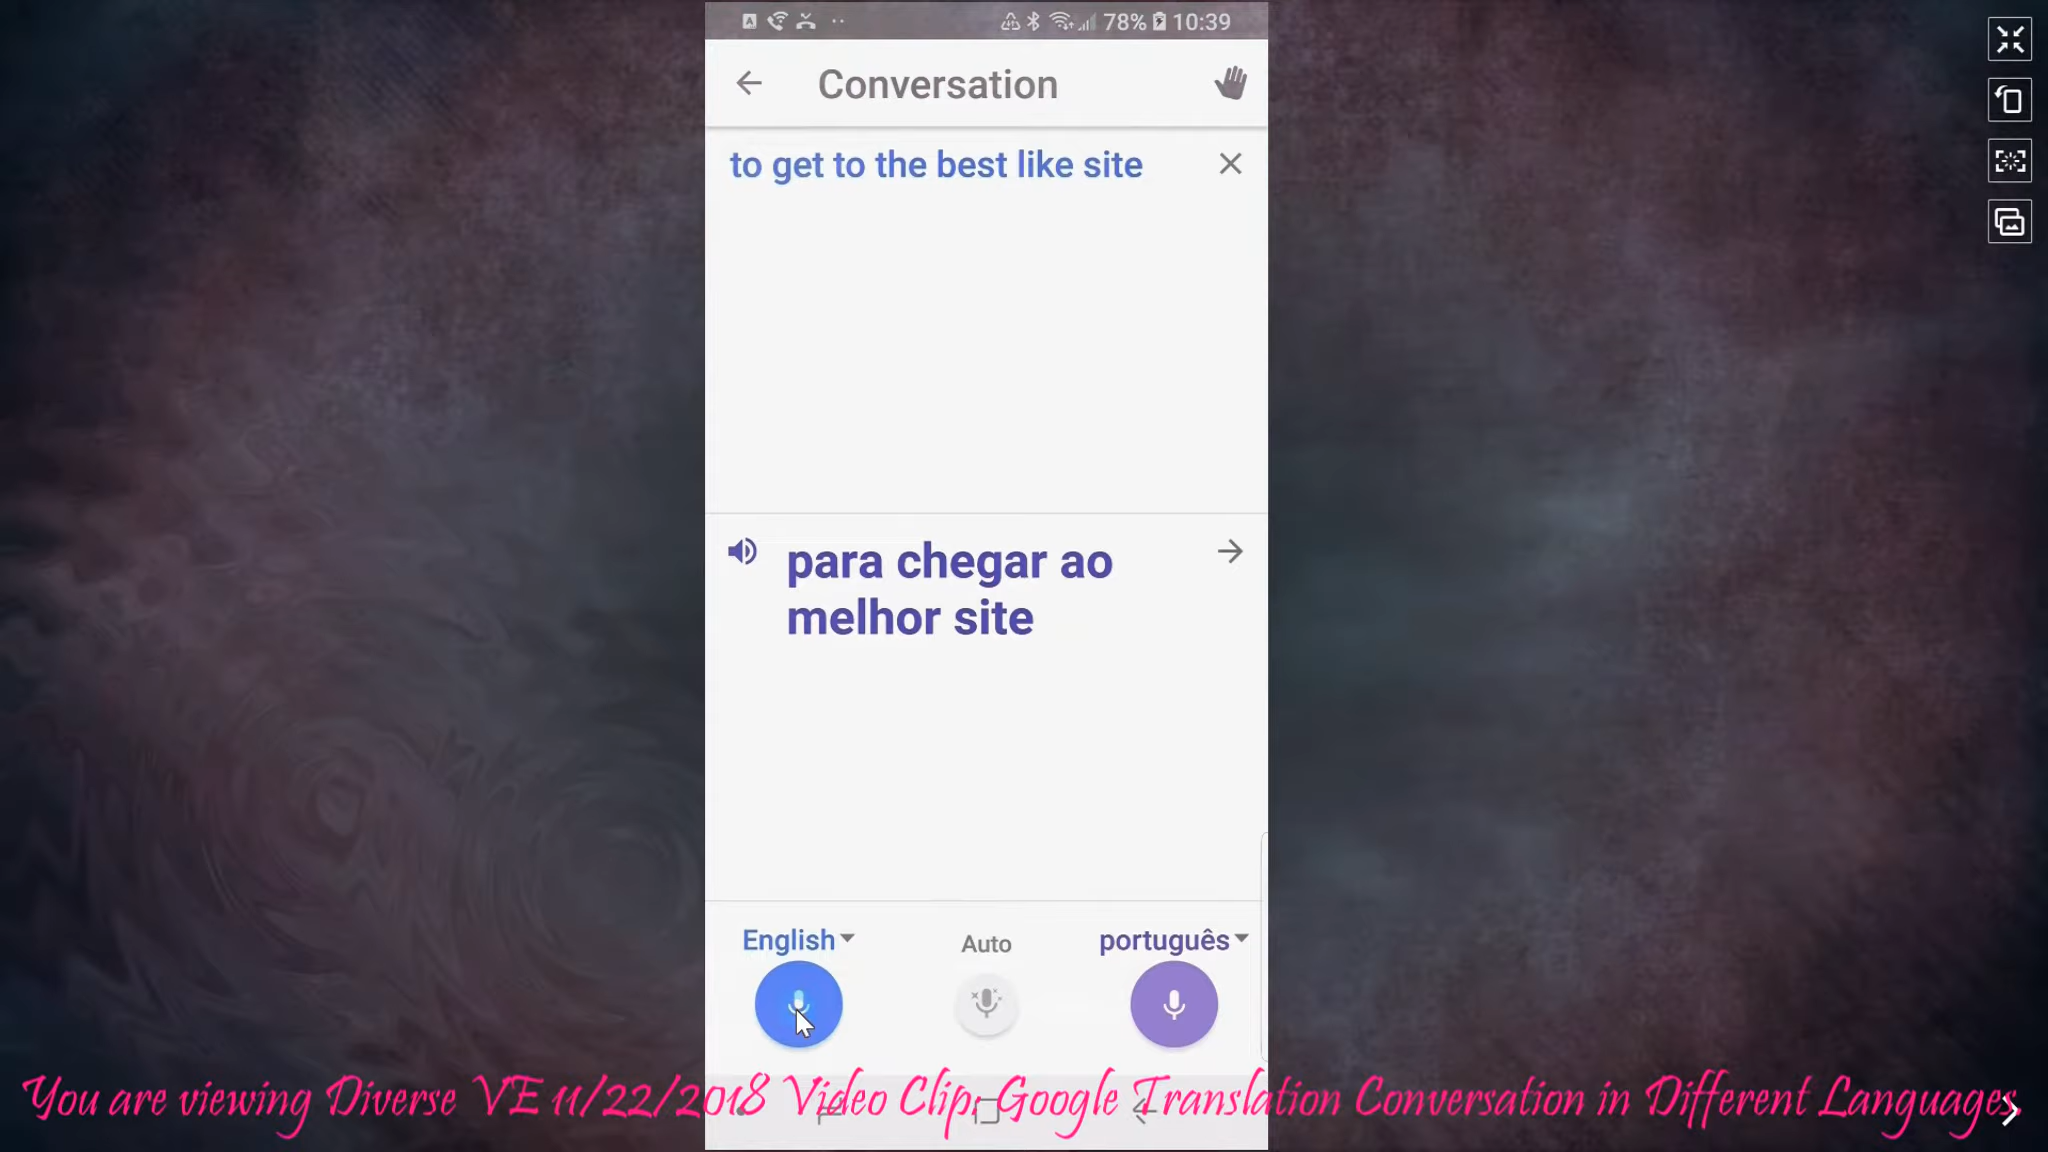 78% 10:39
Conversation
to get to the best like site
para chegar ao
melhor site
English Auto português
You are viewing Diverse VE 11/22/2018 Video Clip: Google Translation Conversation in Different Languages.